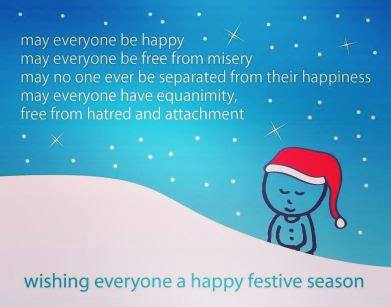 may everyone be happy
may everyone be free from misery
may no one ever be separated from their happiness
may everyone have equanimity,
free from hatred and attachment
wishing everyone a happy festive season